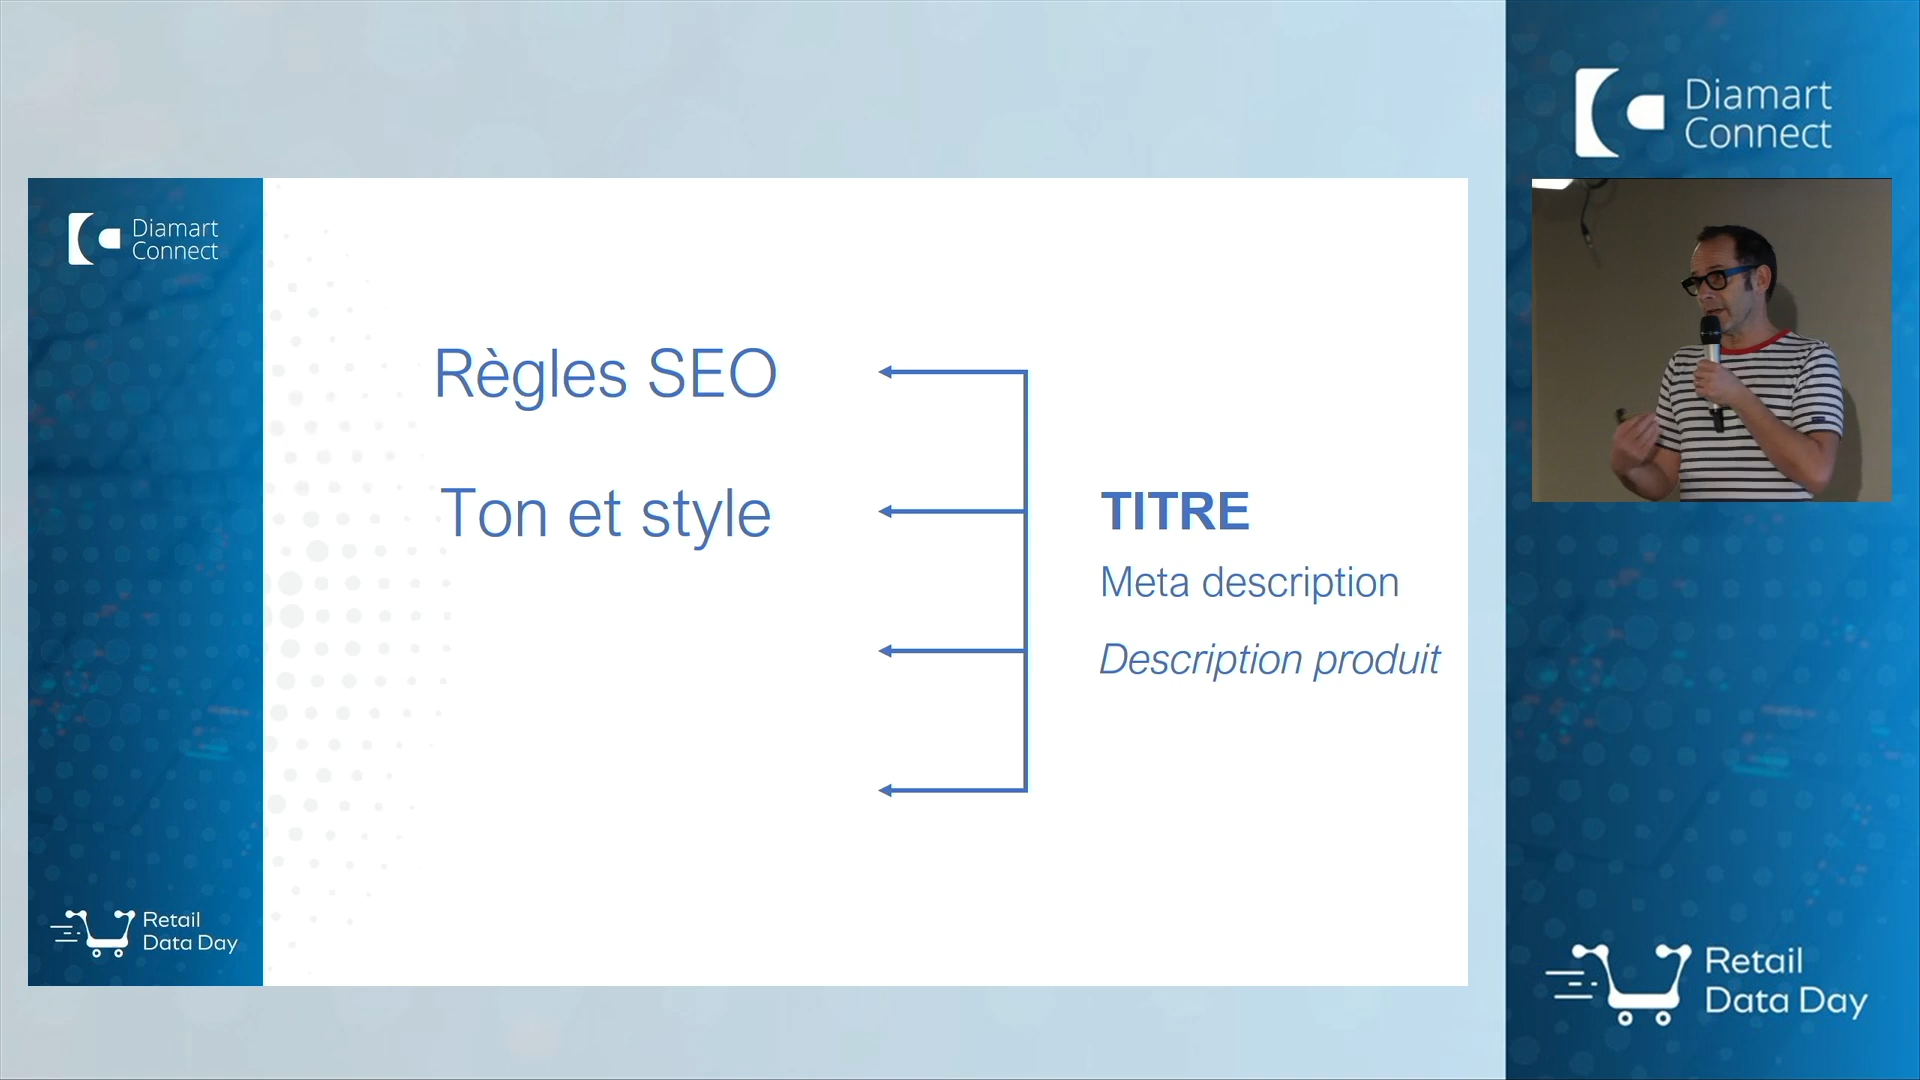 Diamart
Connect
Règles SEO
Ton et style
TITRE
Meta description
Description produit
Retail
Data Day
Diamart
Connect
Retail
Data Day